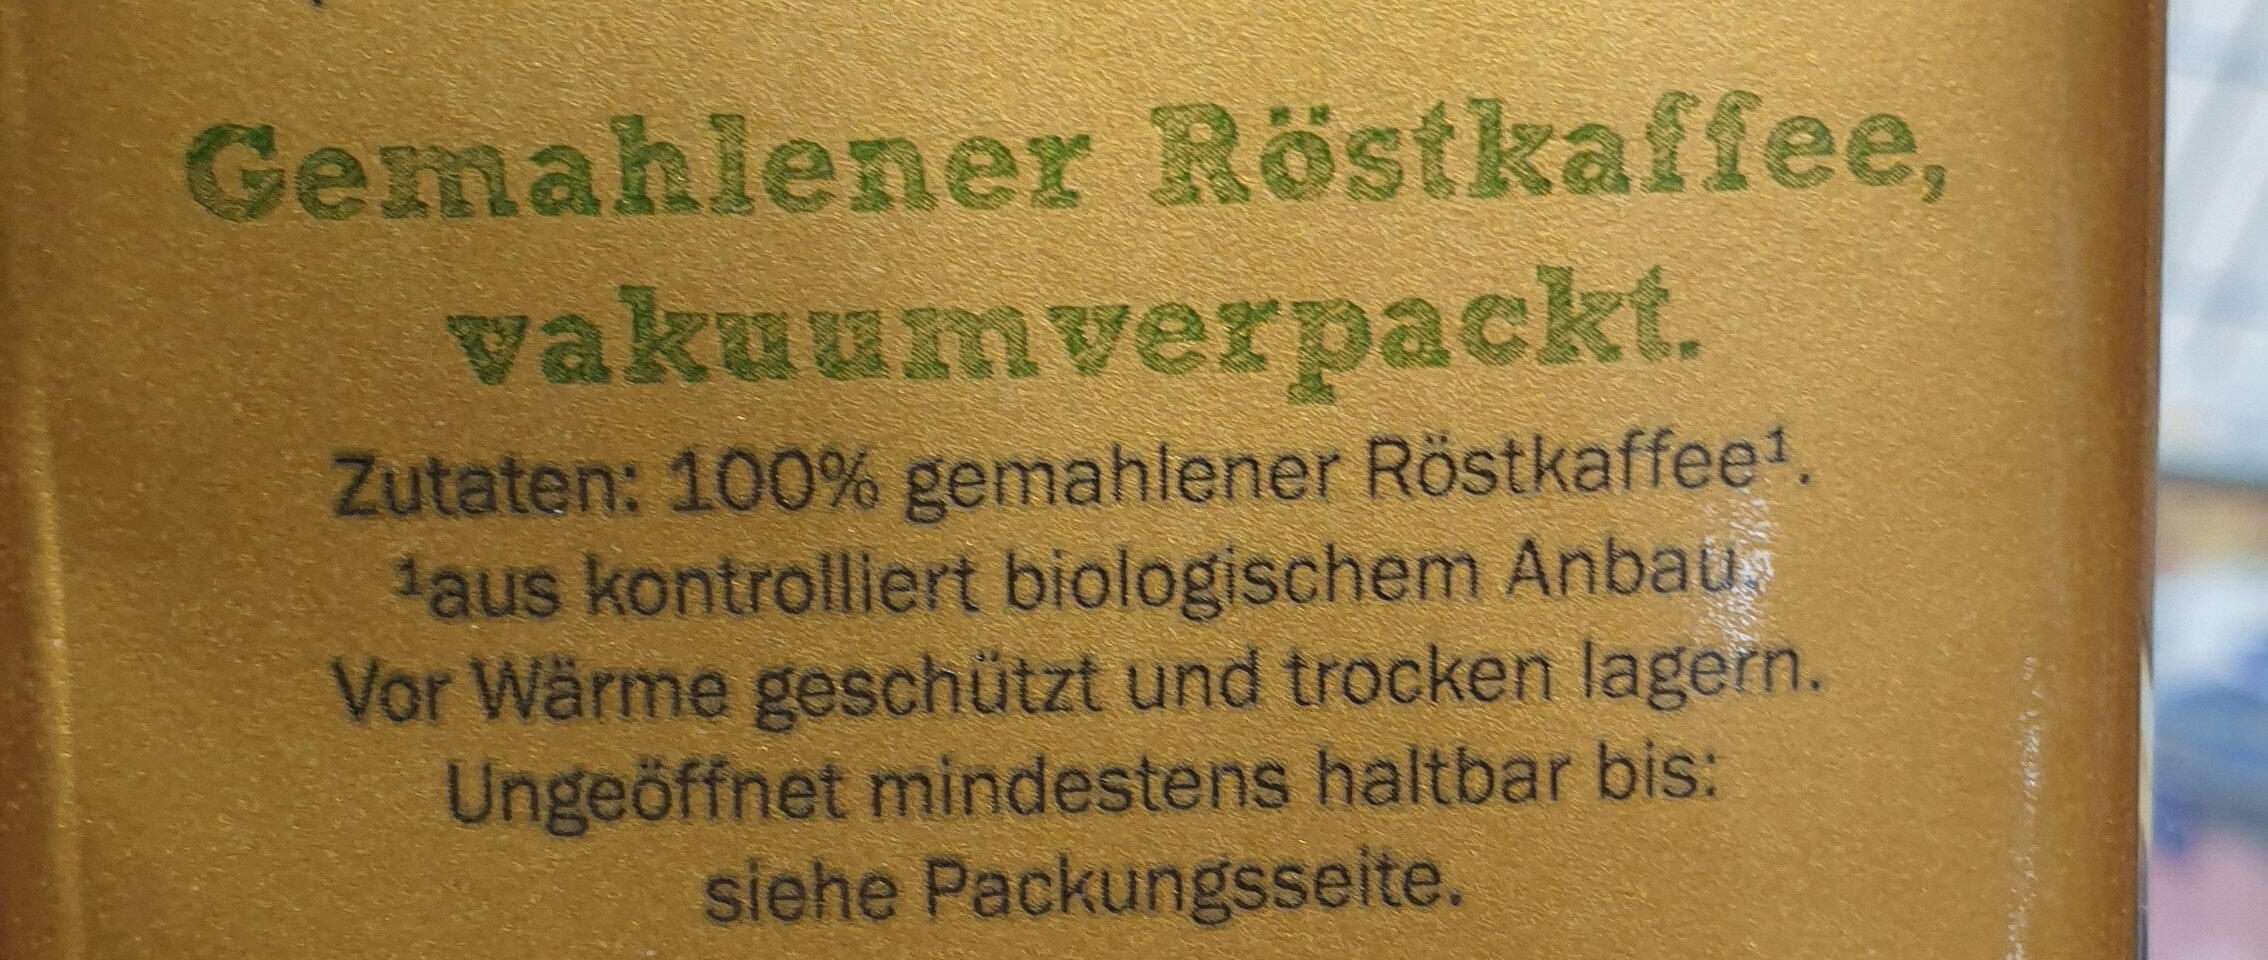 Gemahlener Röstkaffee,
vakuumverpackt.
Zutaten: 100% gemahlener Röstkaffee¹.
¹aus kontrolliert biologischem Anbau.
Vor Wärme geschützt und trocken lagern.
Ungeöffnet mindestens haltbar bis:
siehe Packungsseite.